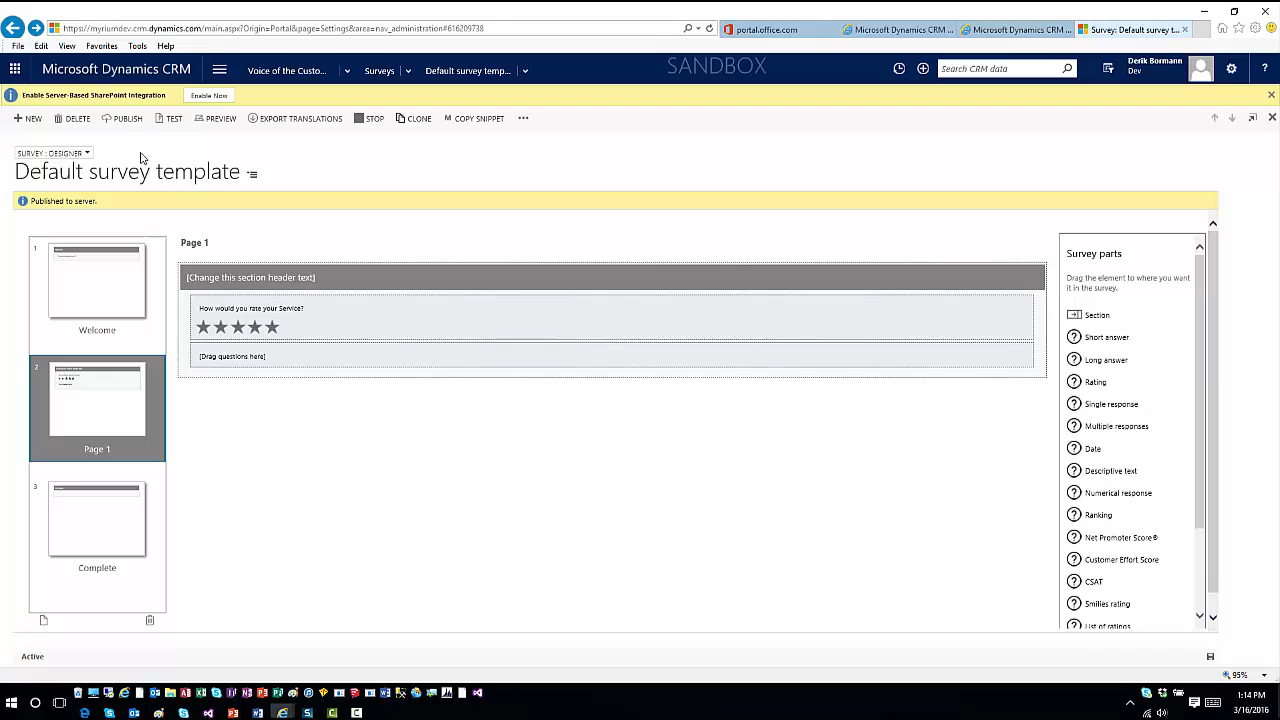 https://myriumdev.crm.dynamics.com/main.aspx?Origin=Portal&page=Settings&area=nav_administration#616209738
portal.office.com
Microsoft Dynamics CRM ...
Microsoft Dynamics CRM ...
Survey: Default survey t...
File Edit View Favorites Tools Help
Microsoft Dynamics CRM
Voice of the Custo...
Surveys
Default survey temp...
SANDBOX
Search CRM data
Derik Bormann
Dev
?
Enable Server-Based SharePoint Integration
Enable Now
NEW DELETE PUBLISH TEST PREVIEW EXPORT TRANSLATIONS STOP CLONE COPY SNIPPET
SURVEY : DESIGNER
Default survey template
Published to server.
1
Welcome
2
Page 1
3
Complete
Page 1
[Change this section header text]
How would you rate your Service?
[Drag questions here]
Survey parts
Drag the element to where you want
it in the survey.
Section
Short answer
Long answer
Rating
Single response
Multiple responses
Date
Descriptive text
Numerical response
Ranking
Net Promoter Score®
Customer Effort Score
CSAT
Smilies rating
List of ratings
Active
95%
1:14 PM
3/16/2016